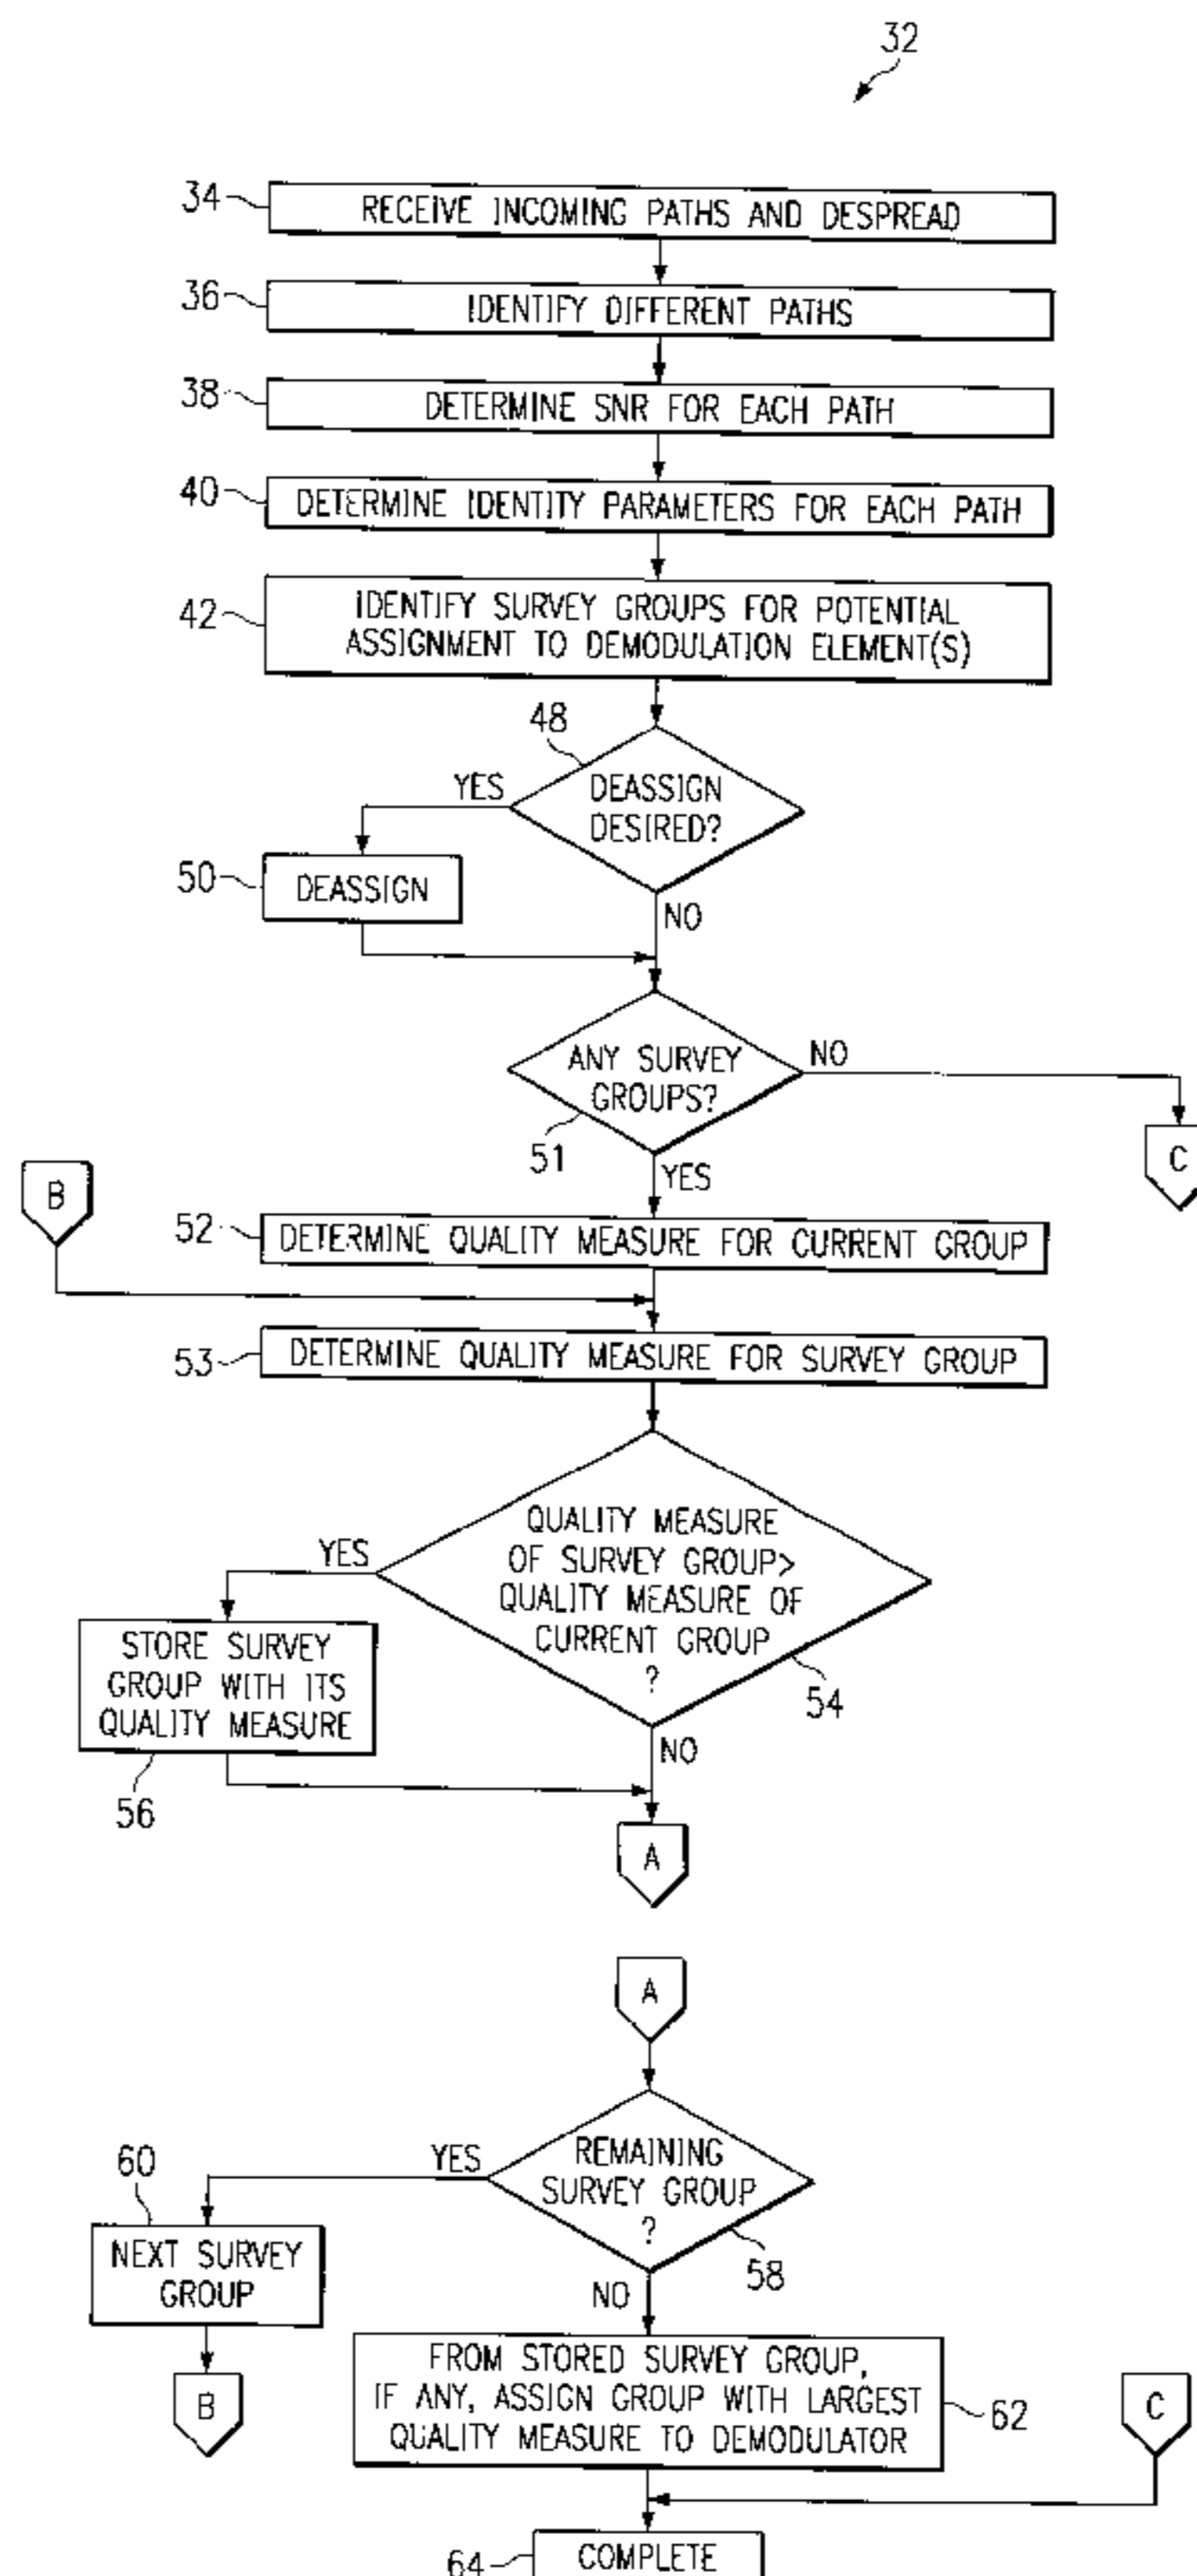 32
34
RECEIVE INCOMING PATHS AND DESPREAD
36
IDENTIFY DIFFERENT PATHS
38
DETERMINE SNR FOR EACH PATH
40
DETERMINE IDENTITY PARAMETERS FOR EACH PATH
42
IDENTIFY SURVEY GROUPS FOR POTENTIAL
ASSIGNMENT TO DEMODULATION ELEMENT(S)
48
YES
DEASSIGN
DESIRED?
50
DEASSIGN
NO
ANY SURVEY
GROUPS?
NO
51
YES
C
B
52
DETERMINE QUALITY MEASURE FOR CURRENT GROUP
53
DETERMINE QUALITY MEASURE FOR SURVEY GROUP
QUALITY MEASURE
OF SURVEY GROUP>
QUALITY MEASURE OF
CURRENT GROUP
?
YES
54
STORE SURVEY
GROUP WITH ITS
QUALITY MEASURE
56
NO
A
A
60
YES
REMAINING
SURVEY GROUP
?
58
NEXT SURVEY
GROUP
NO
B
FROM STORED SURVEY GROUP,
IF ANY, ASSIGN GROUP WITH LARGEST
QUALITY MEASURE TO DEMODULATOR
62
C
64
COMPLETE